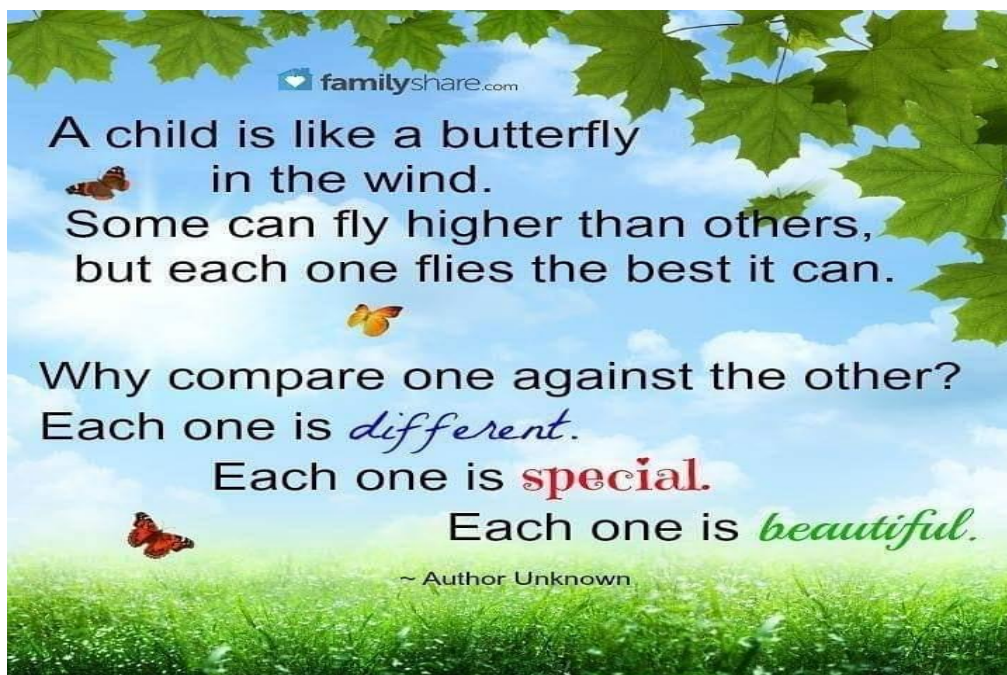 familyshare.com
A child is like a butterfly
in the wind.
Some can fly higher than others,
but each one flies the best it can.
Why compare one against the other?
Each one is different.
Each one is special.
Each one is beautiful.
~ Author Unknown